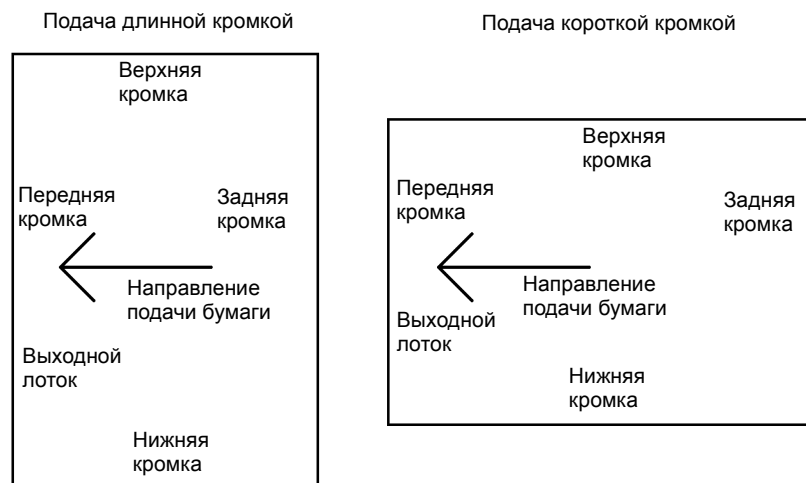 Подача длинной кромкой
Верхняя
кромка
Передняя
кромка
Задняя
кромка
Направление
подачи бумаги
Выходной
лоток
Нижняя
кромка
Подача короткой кромкой
Верхняя
кромка
Передняя
кромка
Задняя
кромка
Направление
подачи бумаги
Выходной
лоток
Нижняя
кромка